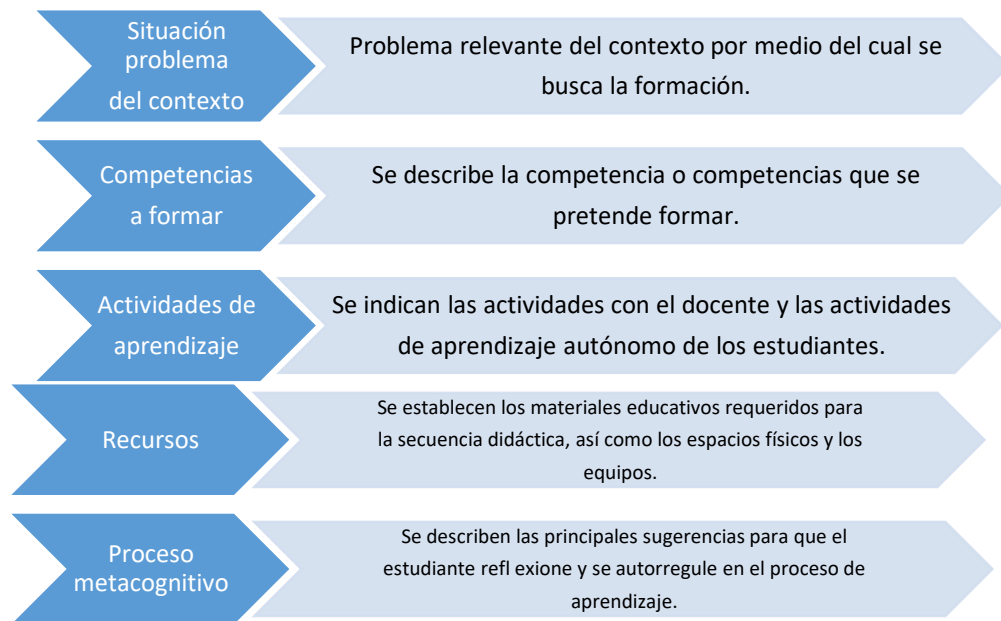 Situación
problema
del contexto
Problema relevante del contexto por medio del cual se
busca la formación.
Competencias
a formar
Se describe la competencia o competencias que se
pretende formar.
Actividades de
aprendizaje
Se indican las actividades con el docente y las actividades
de aprendizaje autónomo de los estudiantes.
Recursos
Se establecen los materiales educativos requeridos para
la secuencia didáctica, así como los espacios físicos y los
equipos.
Proceso
metacognitivo
Se describen las principales sugerencias para que el
estudiante refl exione y se autorregule en el proceso de
aprendizaje.